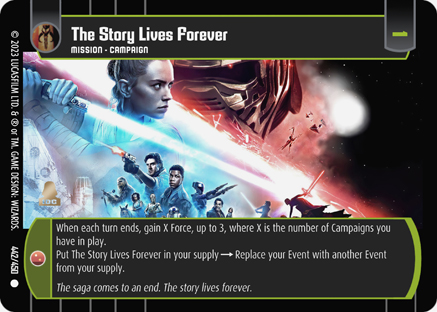 The Story Lives Forever
MISSION · CAMPAIGN
When each turn ends, gain X Force, up to 3, where X is the number of Campaigns you
have in play.
Put The Story Lives Forever in your supply → Replace your Event with another Event
from your supply.
The saga comes to an end. The story lives forever.
© 2023 LUCASFILM LTD. & ® or TM. GAME DESIGN: WIZARDS.
447/450
IDC